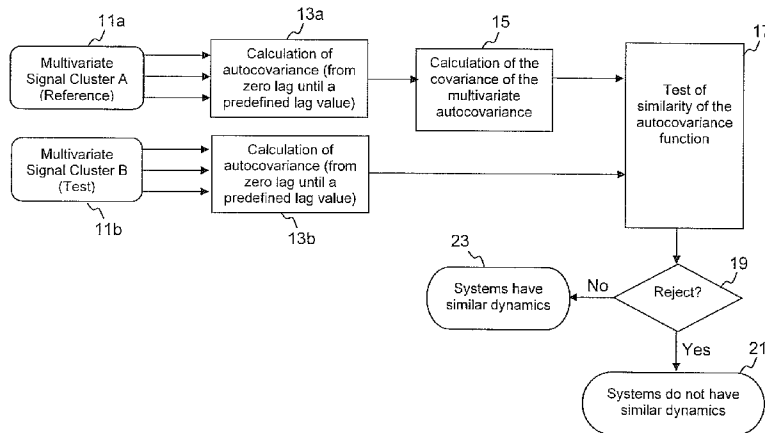 11a
Multivariate
Signal Cluster A
(Reference)
13a
Calculation of
autocovariance (from
zero lag until a
predefined lag value)
15
Calculation of the
covariance of the
multivariate
autocovariance
17
Test of
similarity of the
autocovariance
function
Multivariate
Signal Cluster B
(Test)
11b
Calculation of
autocovariance (from
zero lag until a
predefined lag value)
13b
23
Systems have
similar dynamics
No
Reject?
19
Yes
21
Systems do not have
similar dynamics